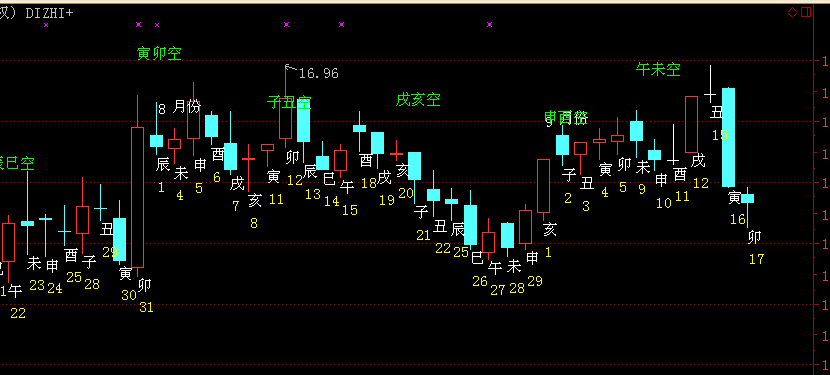 权) DIZHI+
寅卯空
16.96
子丑空
戌亥空
午未空
8 月份
9 月份
申酉空
辰巳空
午 22
未 23
申 24
酉 25
子 28
丑 29
寅 30
卯 31
辰 1
未 4
申 5
酉 6
戌 7
亥 8
寅 11
卯 12
辰 13
巳 14
午 15
酉 18
戌 19
亥 20
子 21
丑 22
辰 25
巳 26
午 27
未 28
申 29
亥 1
子 2
丑 3
寅 4
卯 5
未 9
申 10
酉 11
戌 12
丑 15
寅 16
卯 17